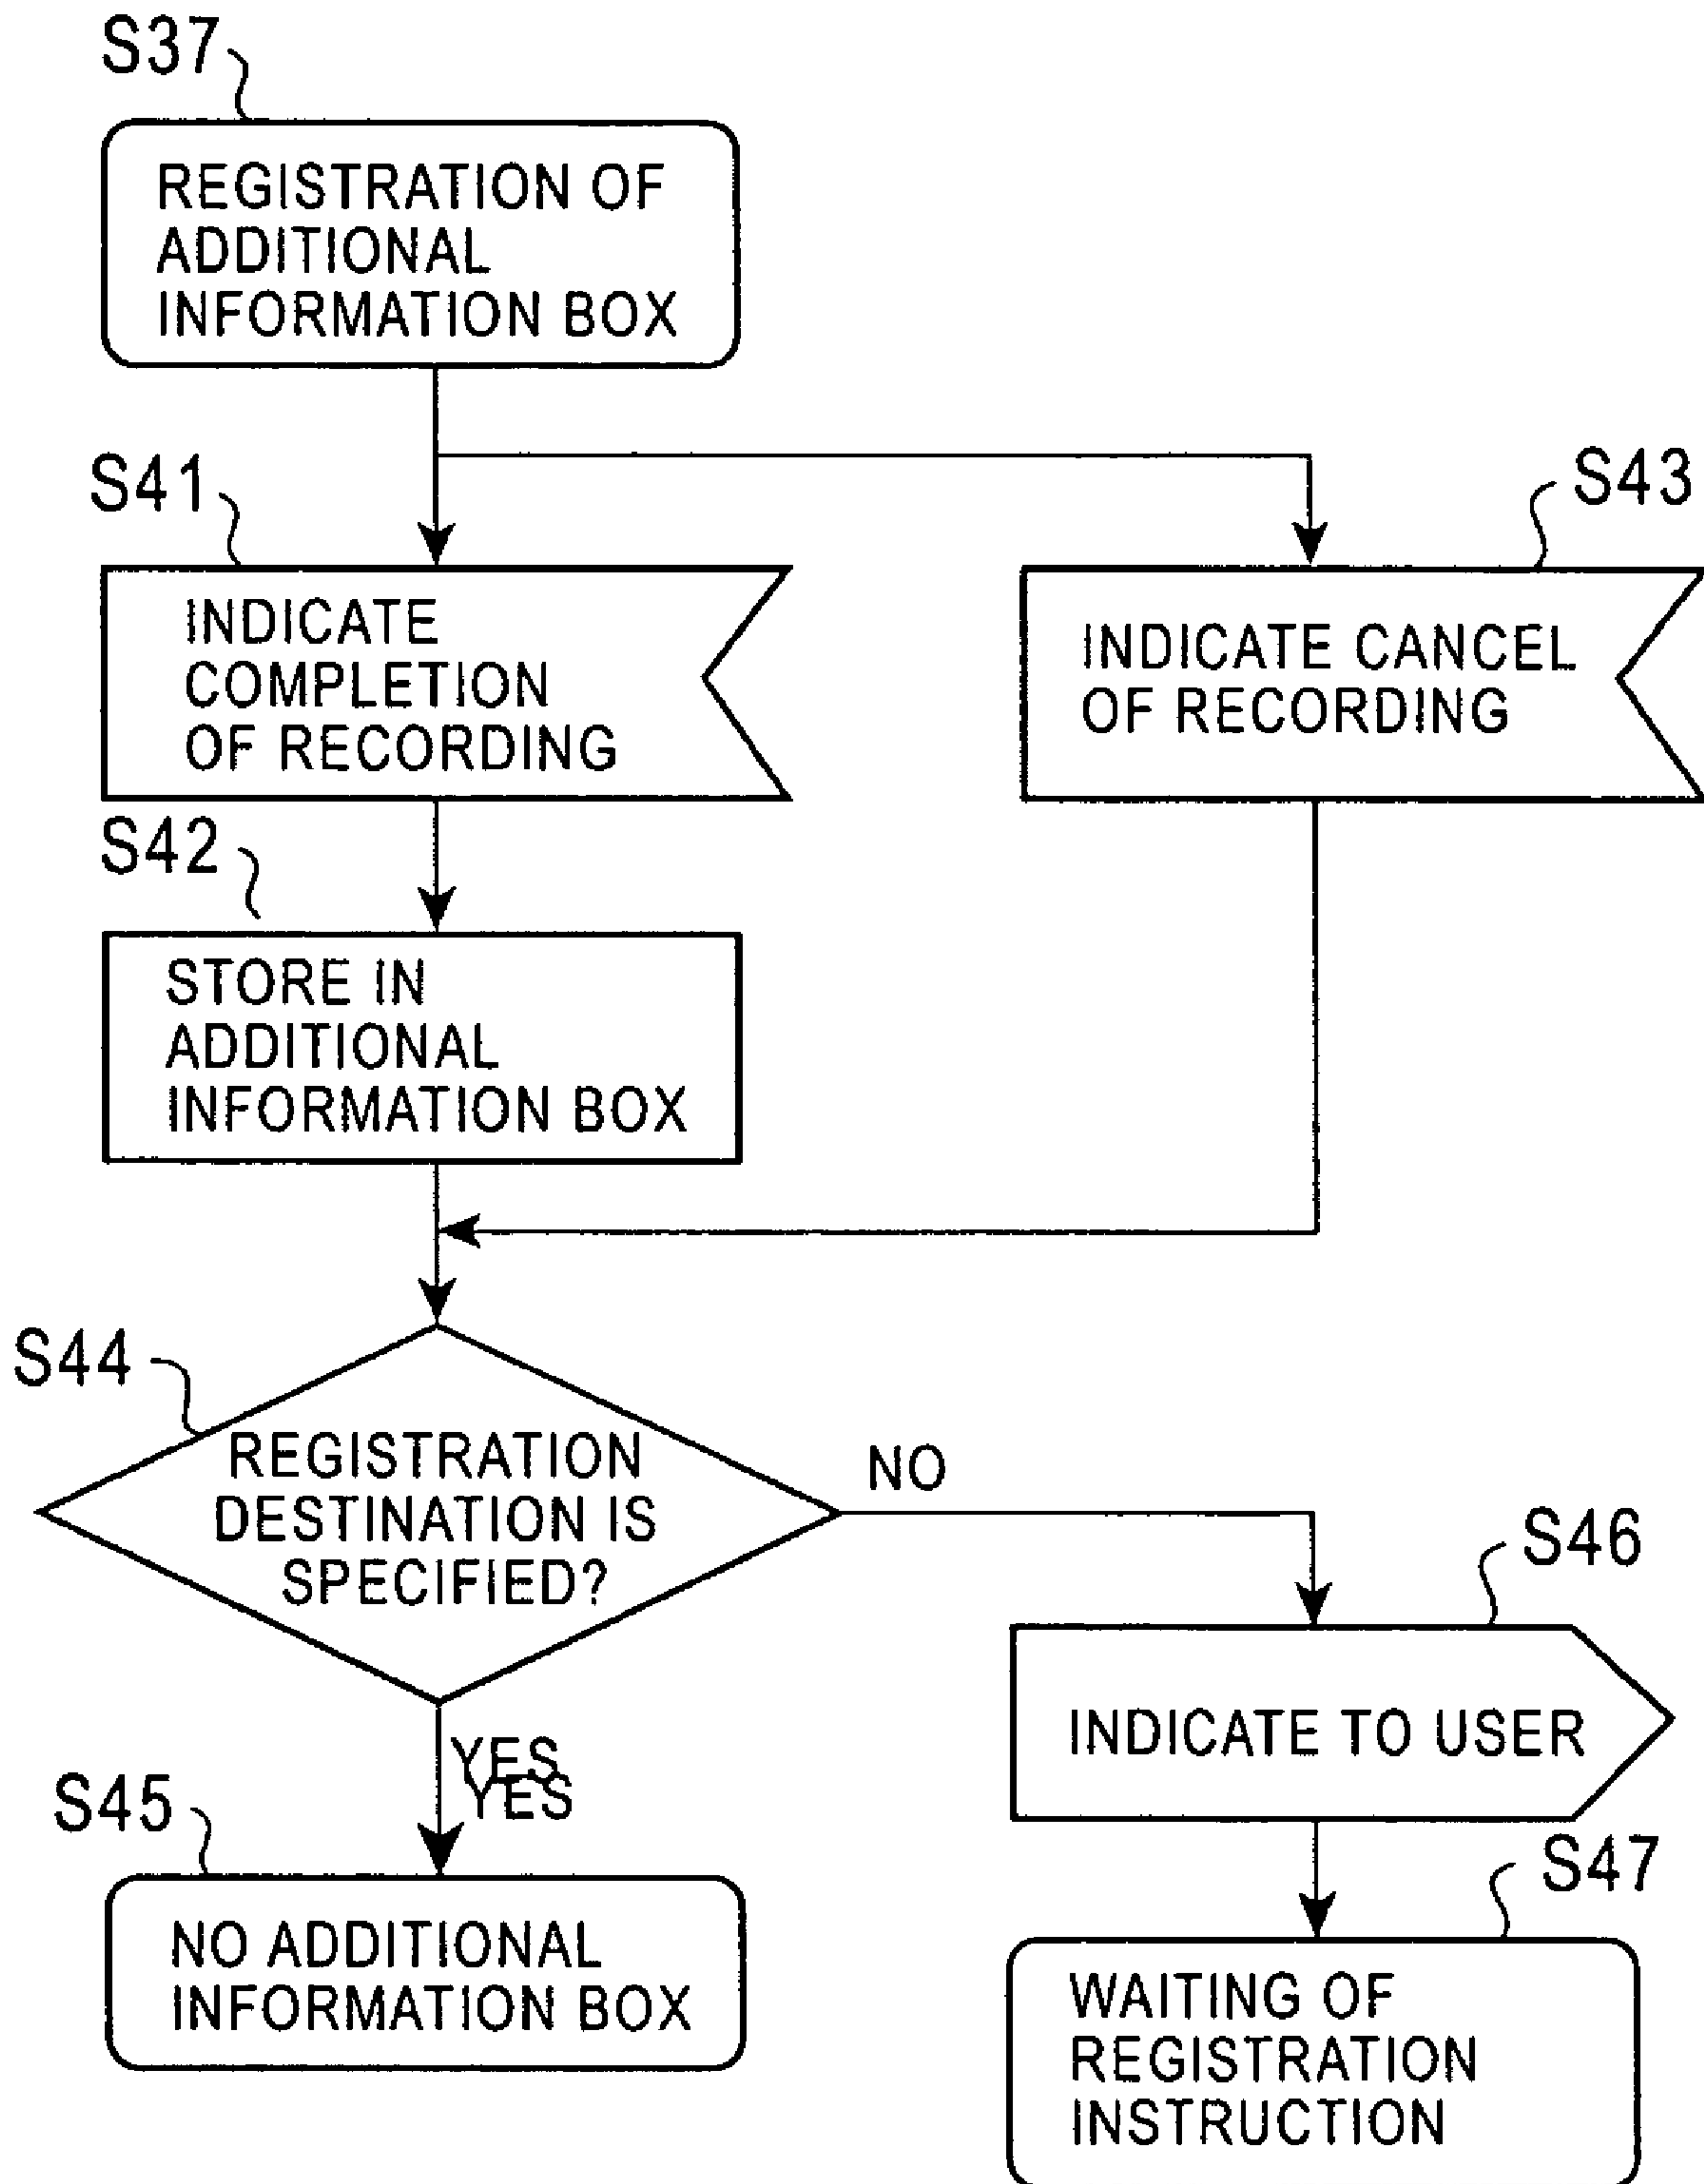 S37
REGISTRATION OF
ADDITIONAL
INFORMATION BOX
S41
INDICATE
COMPLETION
OF RECORDING
S43
INDICATE CANCEL
OF RECORDING
S42
STORE IN
ADDITIONAL
INFORMATION BOX
S44
REGISTRATION
DESTINATION IS
SPECIFIED?
NO
YES
YES
S45
NO ADDITIONAL
INFORMATION BOX
S46
INDICATE TO USER
S47
WAITING OF
REGISTRATION
INSTRUCTION